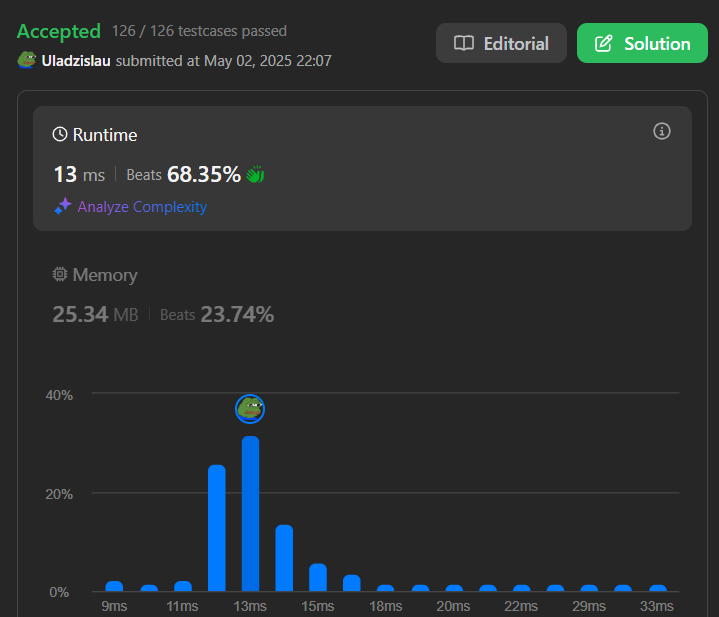 Accepted 126 / 126 testcases passed
Uladzislau submitted at May 02, 2025 22:07
Editorial
Solution
Runtime
13 ms Beats 68.35%
Analyze Complexity
Memory
25.34 MB Beats 23.74%
40%
20%
0%
9ms 11ms 13ms 15ms 18ms 20ms 22ms 29ms 33ms